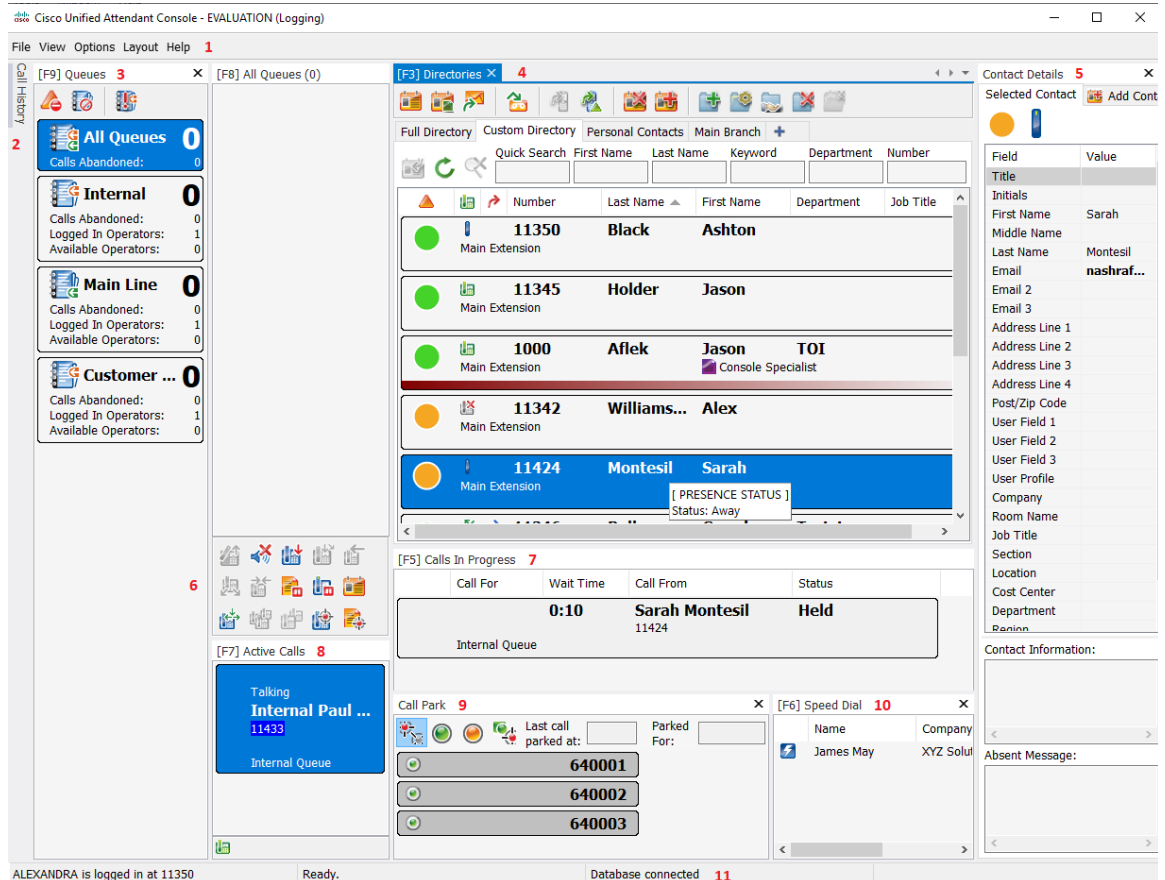 Cisco Unified Attendant Console - EVALUATION (Logging)
File View Options Layout Help 1
Call History
2
[F9] Queues 3
All Queues 0
Calls Abandoned: 0
Internal 0
Calls Abandoned: 0
Logged In Operators: 1
Available Operators: 0
Main Line 0
Calls Abandoned: 0
Logged In Operators: 1
Available Operators: 0
Customer ... 0
Calls Abandoned: 0
Logged In Operators: 1
Available Operators: 0
[F8] All Queues (0)
6
[F7] Active Calls 8
Talking
Internal Paul ...
11433
Internal Queue
[F3] Directories 4
Full Directory Custom Directory Personal Contacts Main Branch
Quick Search First Name Last Name Keyword Department Number
Number Last Name First Name Department Job Title
11350 Black Ashton
Main Extension
11345 Holder Jason
Main Extension
1000 Aflek Jason TOI
Main Extension Console Specialist
11342 Williams... Alex
Main Extension
11424 Montesil Sarah
Main Extension
[ PRESENCE STATUS ]
Status: Away
[F5] Calls In Progress 7
Call For Wait Time Call From Status
0:10 Sarah Montesil Held
11424
Internal Queue
Call Park 9
Last call parked at:
Parked For:
640001
640002
640003
[F6] Speed Dial 10
Name Company
James May XYZ Solut
Contact Details 5
Selected Contact Add Cont
Field Value
Title
Initials
First Name Sarah
Middle Name
Last Name Montesil
Email nashraf...
Email 2
Email 3
Address Line 1
Address Line 2
Address Line 3
Address Line 4
Post/Zip Code
User Field 1
User Field 2
User Field 3
User Profile
Company
Room Name
Job Title
Section
Location
Cost Center
Department
Region
Contact Information:
Absent Message:
ALEXANDRA is logged in at 11350 Ready. Database connected 11